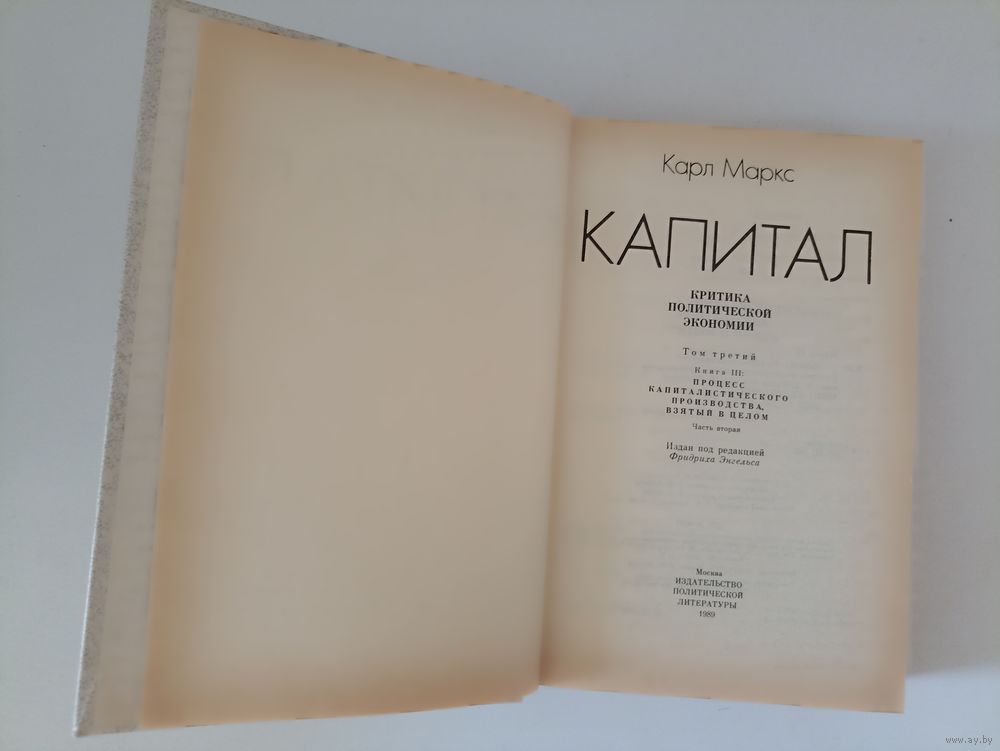 Карл Маркс
КАПИТАЛ
КРИТИКА
ПОЛИТИЧЕСКОЙ
ЭКОНОМИИ
Том третий
Книга III:
ПРОЦЕСС
КАПИТАЛИСТИЧЕСКОГО
ПРОИЗВОДСТВА,
ВЗЯТЫЙ В ЦЕЛОМ
Часть вторая
Издан под редакцией
Фридриха Энгельса
Москва
ИЗДАТЕЛЬСТВО
ПОЛИТИЧЕСКОЙ
ЛИТЕРАТУРЫ
1989
www.ay.by